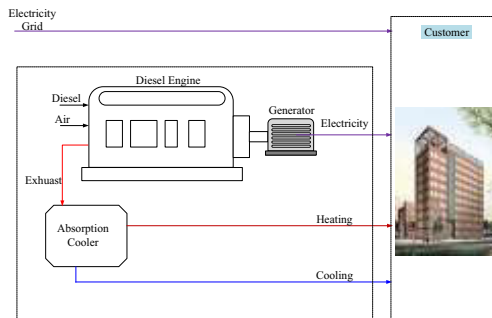 Electricity
Grid
Customer
Diesel Engine
Diesel
Air
Generator
Electricity
Exhuast
Absorption
Cooler
Heating
Cooling